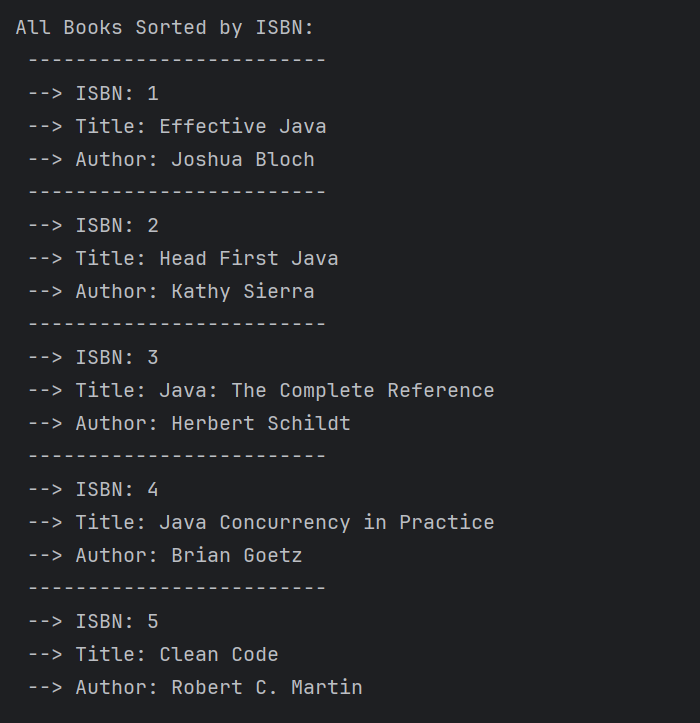 All Books Sorted by ISBN:
-------------------------
--> ISBN: 1
--> Title: Effective Java
--> Author: Joshua Bloch
-------------------------
--> ISBN: 2
--> Title: Head First Java
--> Author: Kathy Sierra
-------------------------
--> ISBN: 3
--> Title: Java: The Complete Reference
--> Author: Herbert Schildt
-------------------------
--> ISBN: 4
--> Title: Java Concurrency in Practice
--> Author: Brian Goetz
-------------------------
--> ISBN: 5
--> Title: Clean Code
--> Author: Robert C. Martin